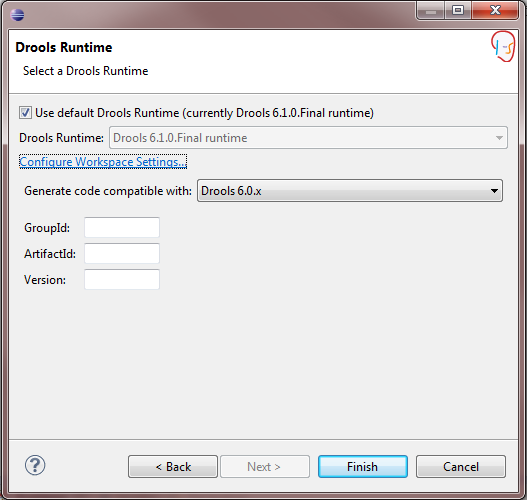 Drools Runtime
Select a Drools Runtime
Use default Drools Runtime (currently Drools 6.1.0.Final runtime)
Drools Runtime: Drools 6.1.0.Final runtime
Configure Workspace Settings...
Generate code compatible with: Drools 6.0.x
GroupId:
ArtifactId:
Version:
? < Back Next > Finish Cancel